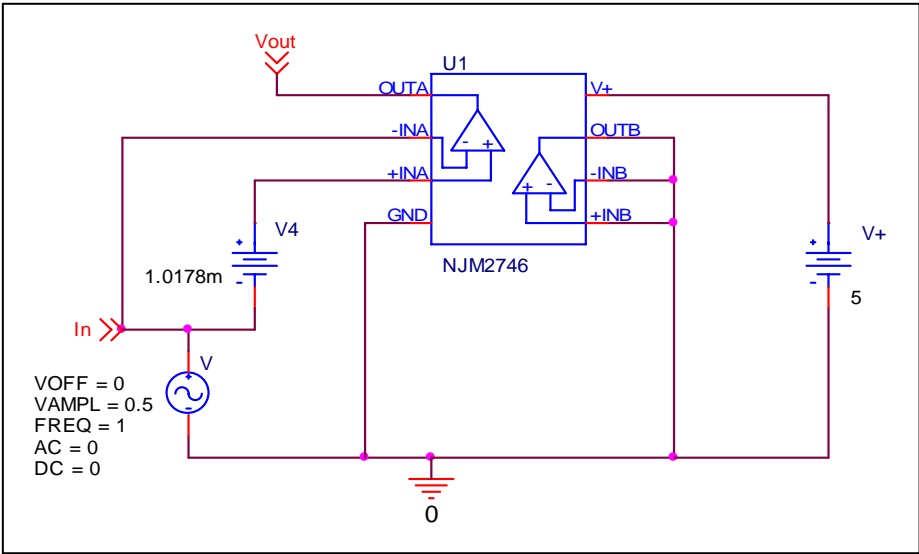 Vout
U1
OUTA
V+
-INA
OUTB
- +
+INA
-INB
+ -
GND
+INB
V4
+
-
1.0178m
NJM2746
V+
+
-
5
In
V
+
-
VOFF = 0
VAMPL = 0.5
FREQ = 1
AC = 0
DC = 0
0